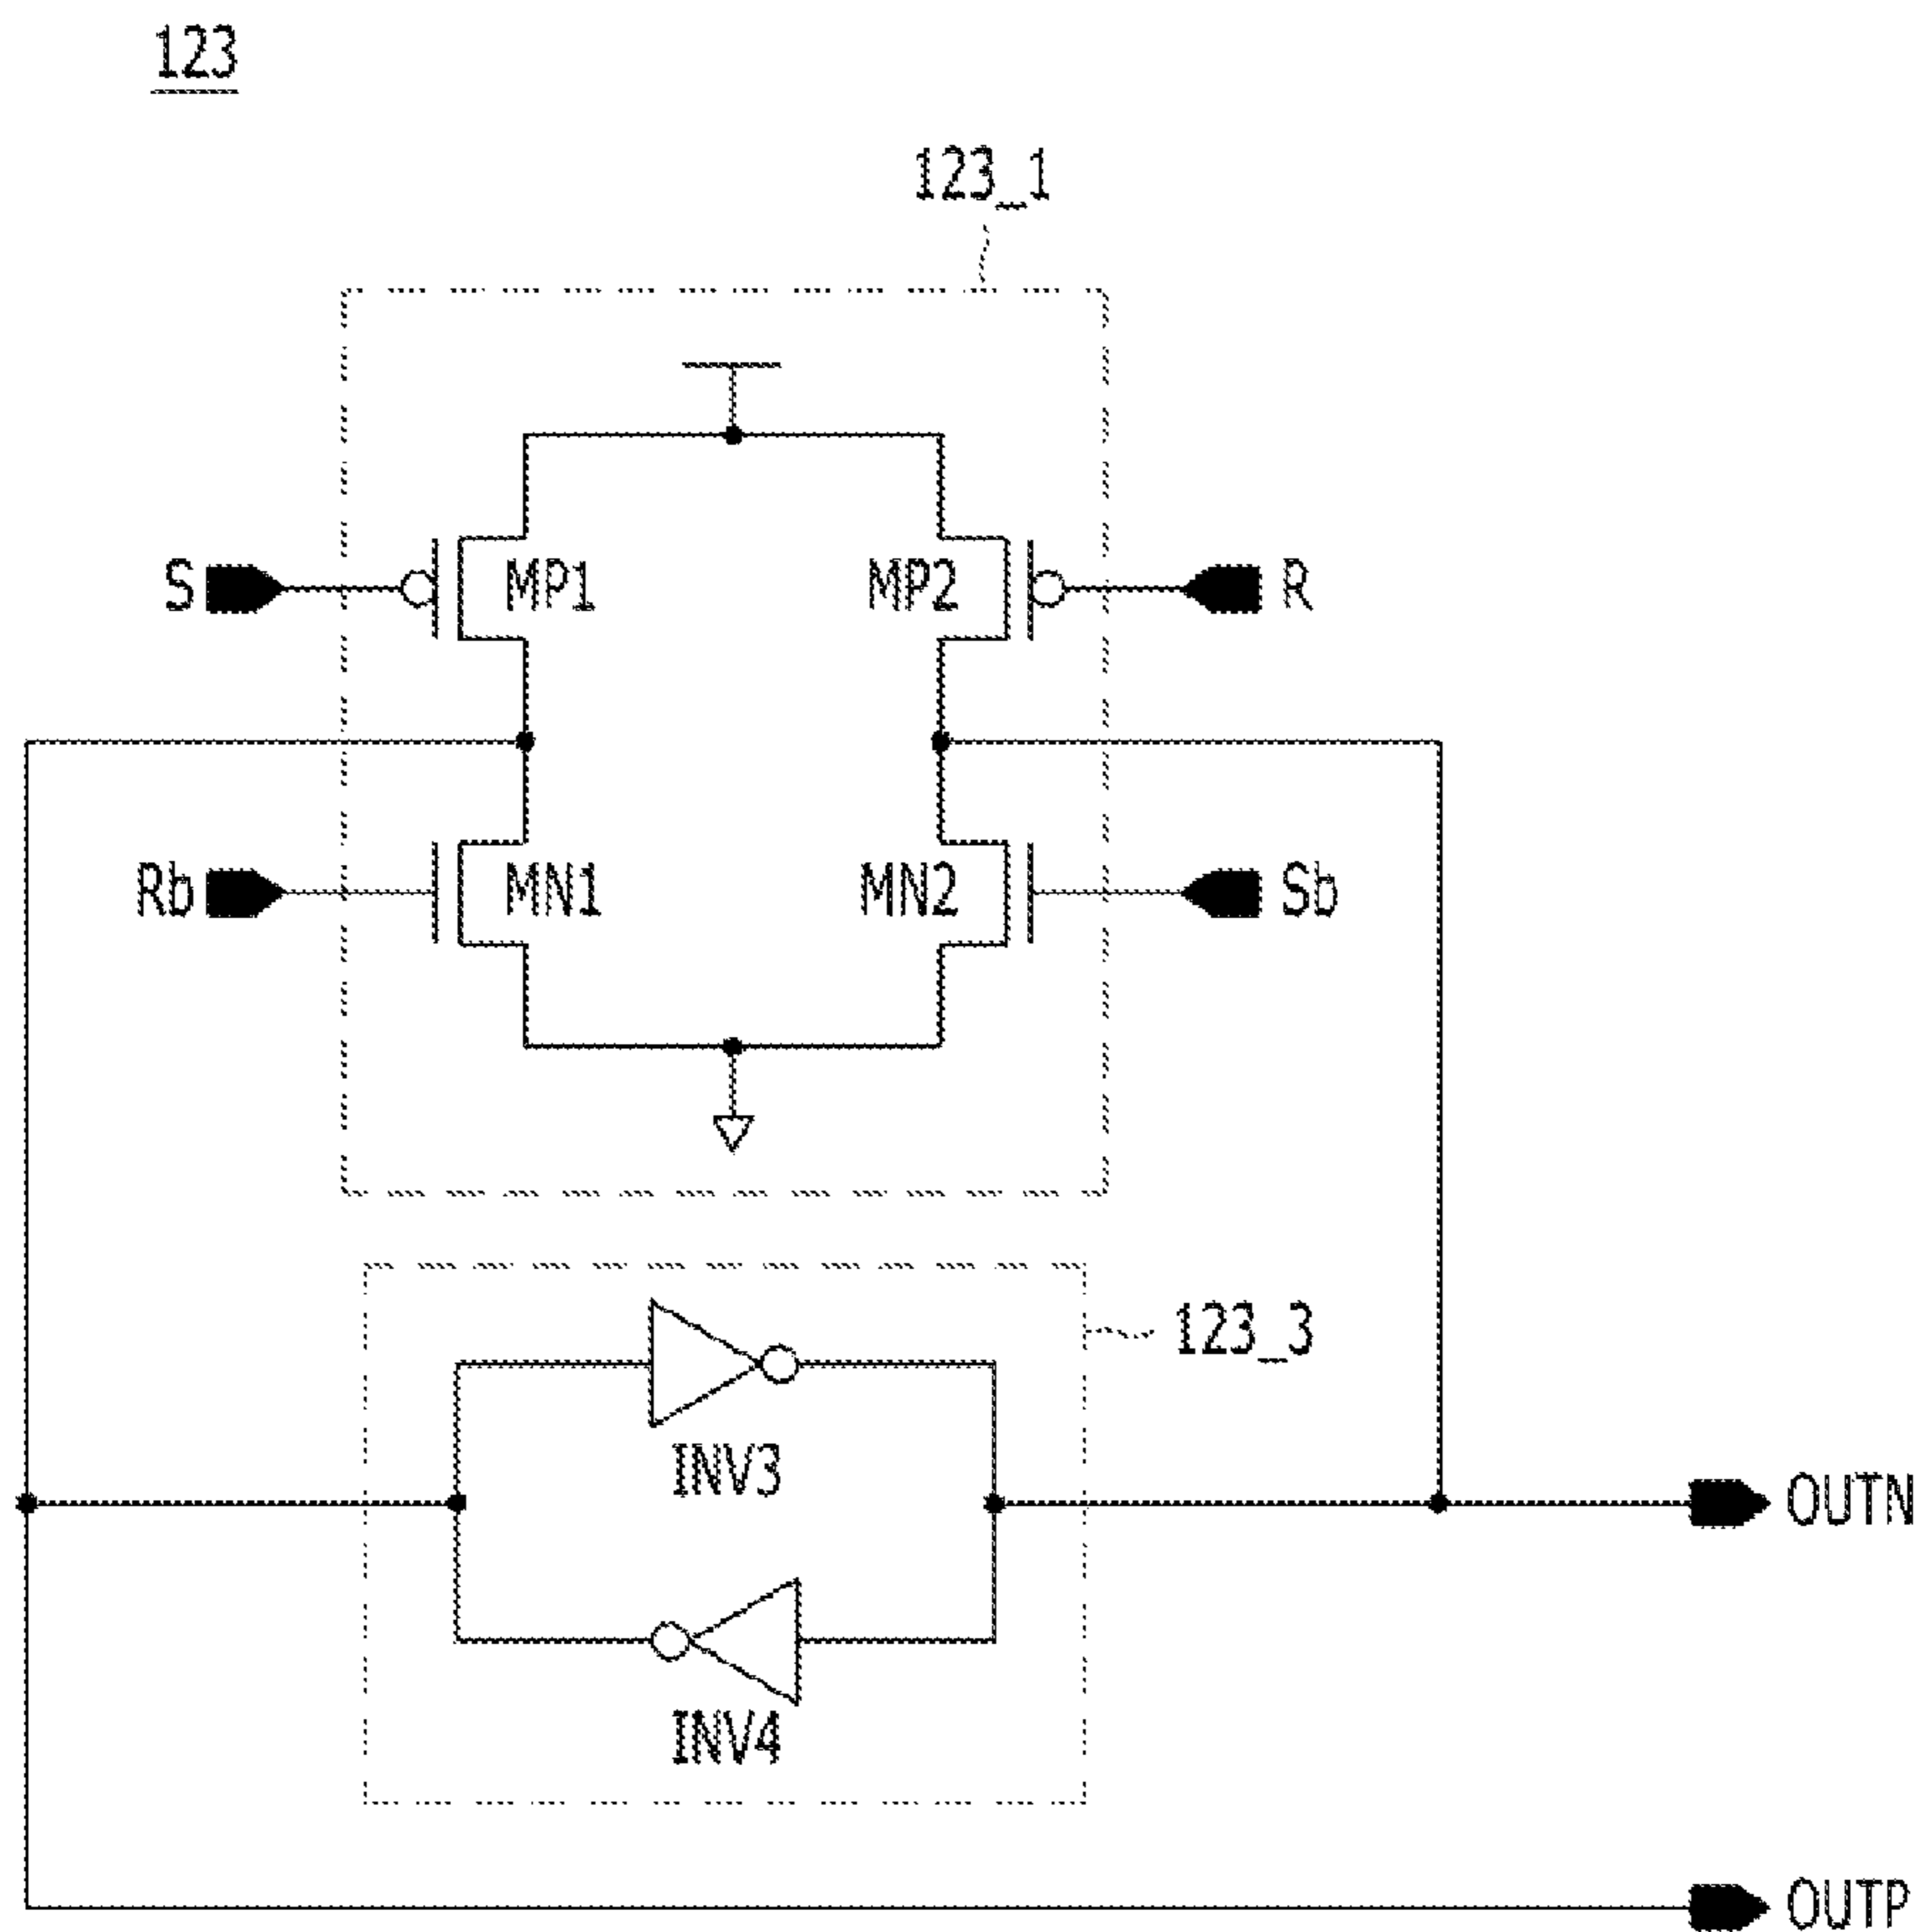 123
123_1
S
MP1
MP2
R
Rb
MN1
MN2
Sb
123_3
INV3
OUTN
INV4
OUTP